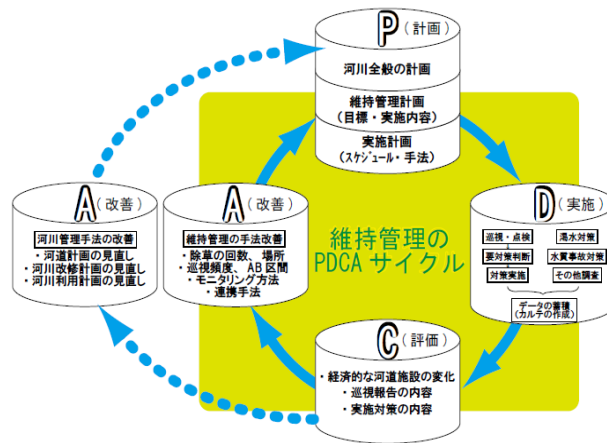 P（計画）
河川全般の計画
維持管理計画
（目標・実施内容）
実施計画
（スケジュール・手法）
A（改善）
河川管理手法の改善
・河道計画の見直し
・河川改修計画の見直し
・河川利用計画の見直し
A（改善）
維持管理の手法改善
・除草の回数、場所
・巡視頻度、AB区間
・モニタリング方法
・連携手法
維持管理の
PDCAサイクル
D（実施）
巡視・点検
渇水対策
要対策判断
水質事故対策
対策実施
その他調査
データの蓄積
（カルテの作成）
C（評価）
・経済的な河道施設の変化
・巡視報告の内容
・実施対策の内容